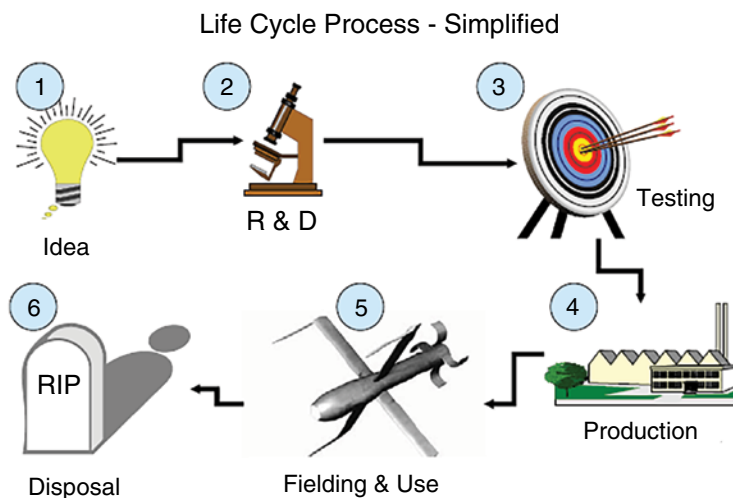 Life Cycle Process - Simplified
1
2
3
Idea
R & D
Testing
6
5
4
RIP
Disposal
Fielding & Use
Production